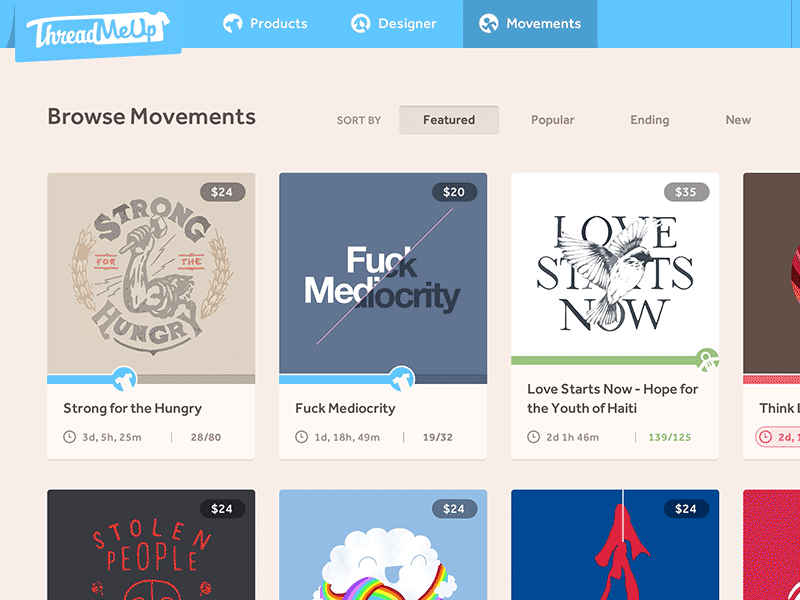 ThreadMeUp
Products
Designer
Movements
Browse Movements
SORT BY
Featured
Popular
Ending
New
$24
STRONG
FOR THE
HUNGRY
Strong for the Hungry
3d, 5h, 25m
28/80
$20
Fuck
Mediocrity
Fuck Mediocrity
1d, 18h, 49m
19/32
$35
LOVE
STARTS
NOW
Love Starts Now - Hope for
the Youth of Haiti
2d 1h 46m
139/125
Think
2d,
$24
STOLEN
PEOPLE
$24
$24